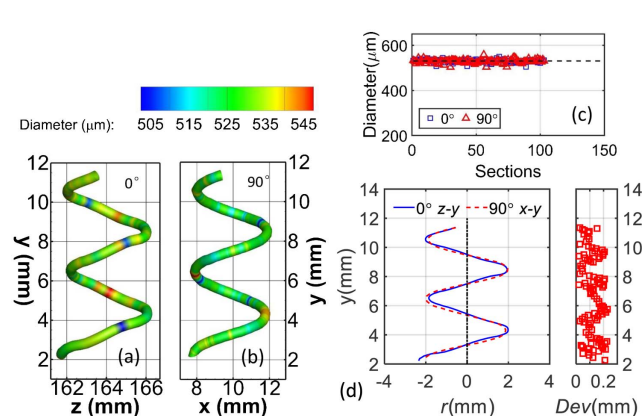 Diameter (μm): 505 515 525 535 545
12 10 8 6 4 2
y (mm)
0°
(a)
162 164 166
z (mm)
90°
(b)
8 10 12
x (mm)
12 10 8 6 4 2
y (mm)
600
400
200
Diameter(μm)
0° 90°
(c)
0 50 100 150
Sections
14 12 10 8 6 4 2
y(mm)
0° z-y 90° x-y
(d)
-4 -2 0 2 4
r(mm)
14 12 10 8 6 4 2
0 0.2
Dev(mm)